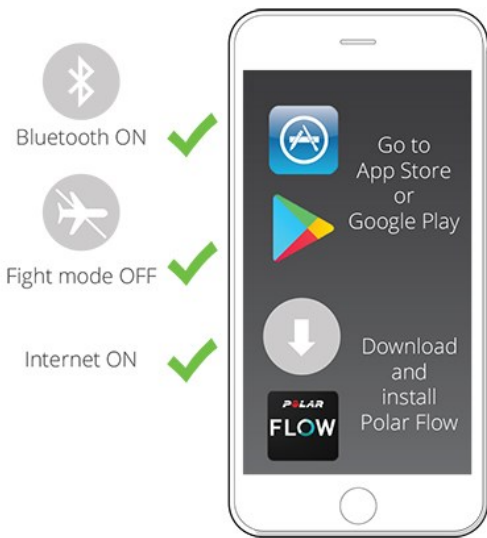 Bluetooth ON
Fight mode OFF
Internet ON
Go to
App Store
or
Google Play
Download
and
install
Polar Flow
POLAR
FLOW